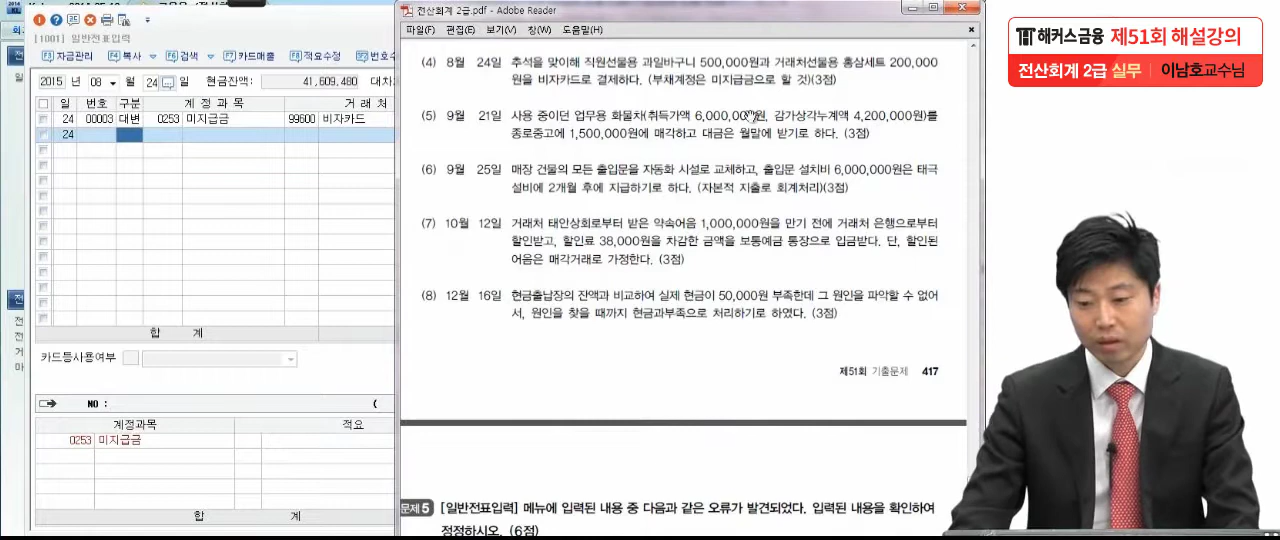 전산회계 2급.pdf - Adobe Reader
파일(F) 편집(E) 보기(V) 창(W) 도움말(H)
[1001] 일반전표입력
F3 자금관리 F4 복사 F6 검색 F7 카드매출 F8 적요수정
2015 년 08 월 24 일 현금잔액: 41,609,480 대차
일 번호 구분 계 정 과 목 거 래 처
24 00003 대변 0253 미지급금 99600 비자카드
24
합 계
카드등사용여부
NO : (
계정과목 적요
0253 미지급금
합 계
(4) 8월 24일 추석을 맞이해 직원선물용 과일바구니 500,000원과 거래처선물용 홍삼세트 200,000
원을 비자카드로 결제하다. (부채계정은 미지급금으로 할 것)(3점)
(5) 9월 21일 사용 중이던 업무용 화물차(취득가액 6,000,000원, 감가상각누계액 4,200,000원)를
종로중고에 1,500,000원에 매각하고 대금은 월말에 받기로 하다. (3점)
(6) 9월 25일 매장 건물의 모든 출입문을 자동화 시설로 교체하고, 출입문 설치비 6,000,000원은 태극
설비에 2개월 후에 지급하기로 하다. (자본적 지출로 회계처리)(3점)
(7) 10월 12일 거래처 태안상회로부터 받은 약속어음 1,000,000원을 만기 전에 거래처 은행으로부터
할인받고, 할인료 38,000원을 차감한 금액을 보통예금 통장으로 입금받다. 단, 할인된
어음은 매각거래로 가정한다. (3점)
(8) 12월 16일 현금출납장의 잔액과 비교하여 실제 현금이 50,000원 부족한데 그 원인을 파악할 수 없어
서, 원인을 찾을 때까지 현금과부족으로 처리하기로 하였다. (3점)
제51회 기출문제 417
문제 5 [일반전표입력] 메뉴에 입력된 내용 중 다음과 같은 오류가 발견되었다. 입력된 내용을 확인하여
정정하시오. (6점)
해커스금융 제51회 해설강의
전산회계 2급 실무 이남호교수님